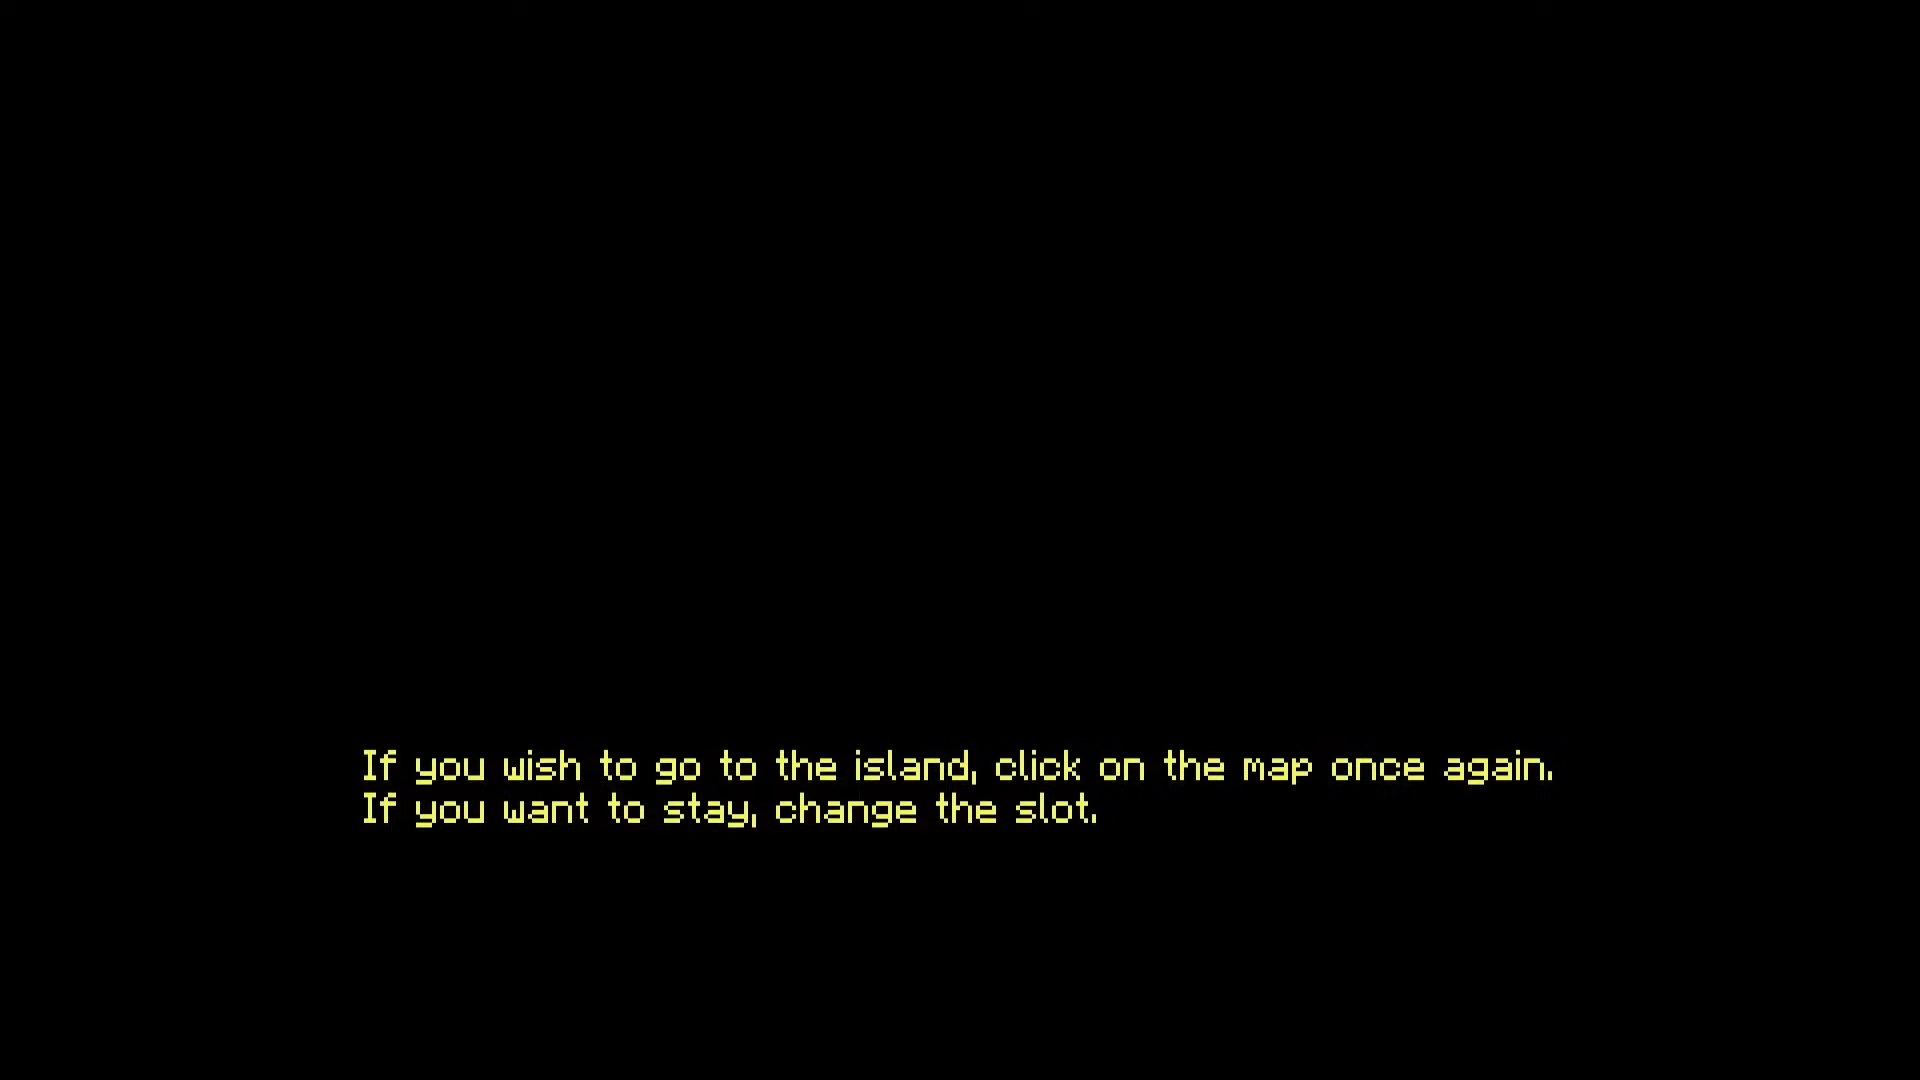 If you wish to go to the island, click on the map once again.
If you want to stay, change the slot.